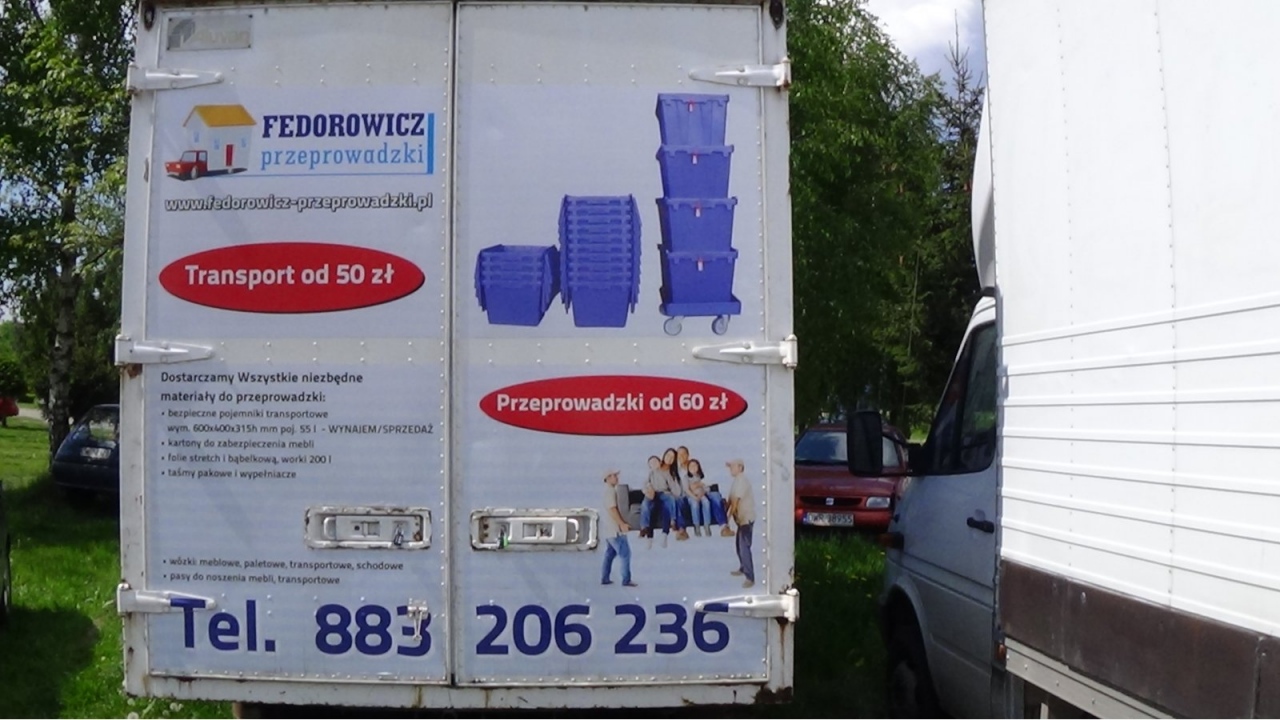 FEDOROWICZ
przeprowadzki
www.fedorowicz-przeprowadzki.pl
Transport od 50 zł
Dostarczamy Wszystkie niezbędne
materiały do przeprowadzki:
• bezpieczne pojemniki transportowe
wym. 600x400x315h mm poj. 55 l - WYNAJEM/SPRZEDAŻ
• kartony do zabezpieczenia mebli
• folie stretch i bąbelkową, worki 200 l
• taśmy pakowe i wypełniacze
• wózki: meblowe, paletowe, transportowe, schodowe
• pasy do noszenia mebli, transportowe
Przeprowadzki od 60 zł
Tel. 883 206 236